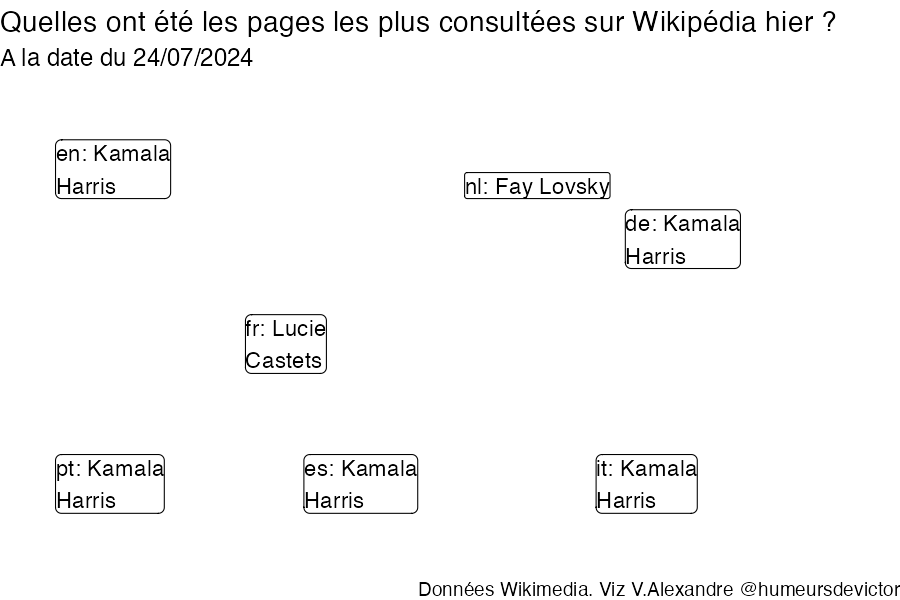 Quelles ont été les pages les plus consultées sur Wikipédia hier ?
A la date du 24/07/2024
en: Kamala
Harris
nl: Fay Lovsky
de: Kamala
Harris
fr: Lucie
Castets
pt: Kamala
Harris
es: Kamala
Harris
it: Kamala
Harris
Données Wikimedia. Viz V.Alexandre @humeursdevictor